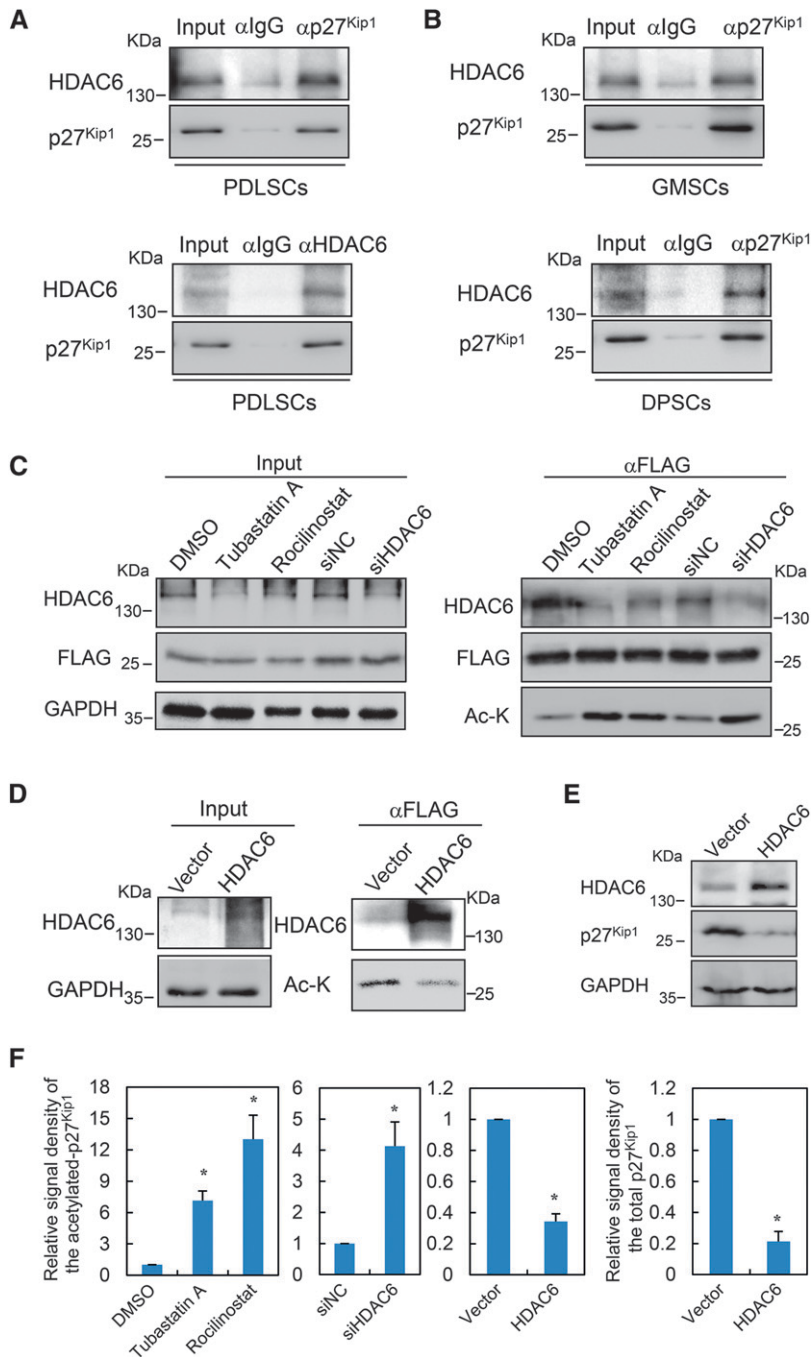 A
Input αIgG αp27Kip1
KDa
HDAC6
130
p27Kip1
25
PDLSCs
Input αIgG αHDAC6
KDa
HDAC6
130
p27Kip1
25
PDLSCs
B
Input αIgG αp27Kip1
KDa
HDAC6
130
p27Kip1
25
GMSCs
Input αIgG αp27Kip1
KDa
HDAC6
130
p27Kip1
25
DPSCs
C
Input
DMSO Tubastatin A Rocilinostat siNC siHDAC6
KDa
HDAC6
130
FLAG
25
GAPDH
35
αFLAG
DMSO Tubastatin A Rocilinostat siNC siHDAC6
KDa
HDAC6
130
FLAG
25
Ac-K
25
D
Input
Vector HDAC6
KDa
HDAC6
130
GAPDH
35
αFLAG
Vector HDAC6
KDa
HDAC6
130
Ac-K
25
E
Vector HDAC6
KDa
HDAC6
130
p27Kip1
25
GAPDH
35
F
Relative signal density of
the acetylated-p27Kip1
18
15
12
9
6
3
0
*
*
DMSO Tubastatin A Rocilinostat
6
5
4
3
2
1
0
*
siNC siHDAC6
1.2
1
0.8
0.6
0.4
0.2
0
*
Vector HDAC6
Relative signal density of
the total p27Kip1
1.2
1
0.8
0.6
0.4
0.2
0
*
Vector HDAC6